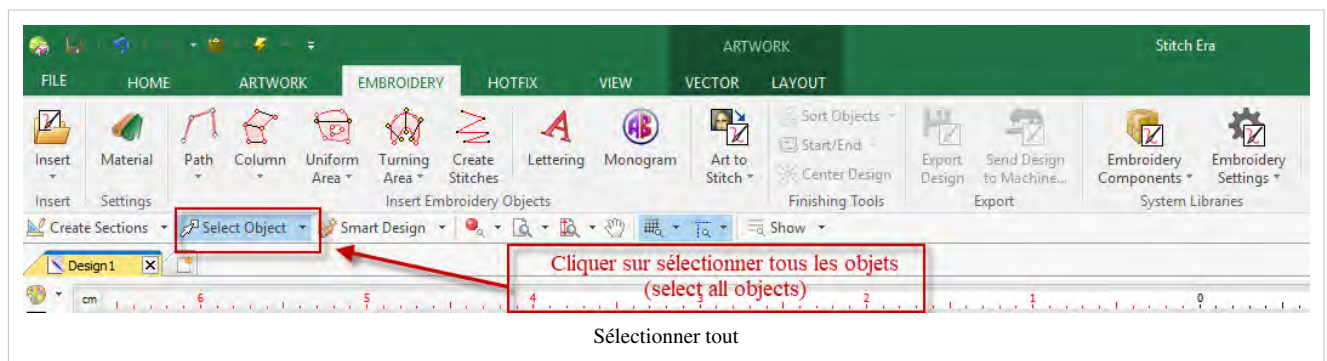 ARTWORK Stitch Era
FILE HOME ARTWORK EMBROIDERY HOTFIX VIEW VECTOR LAYOUT
Insert Material Path Column Uniform Area Turning Area Create Stitches Lettering Monogram Art to Stitch Sort Objects Start/End Center Design Export Design Send Design to Machine... Embroidery Components Embroidery Settings
Insert Settings Insert Embroidery Objects Finishing Tools Export System Libraries
Create Sections Select Object Smart Design Show
Design1
Cliquer sur sélectionner tous les objets
(select all objects)
cm 6 5 4 3 2 1 0
Sélectionner tout